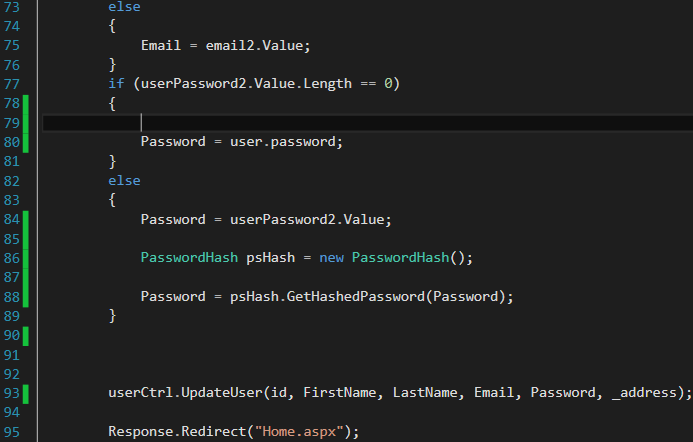 73 else
74 {
75 Email = email2.Value;
76 }
77 if (userPassword2.Value.Length == 0)
78 {
79
80 Password = user.password;
81 }
82 else
83 {
84 Password = userPassword2.Value;
85
86 PasswordHash psHash = new PasswordHash();
87
88 Password = psHash.GetHashedPassword(Password);
89 }
90
91
92
93 userCtrl.UpdateUser(id, FirstName, LastName, Email, Password, _address);
94
95 Response.Redirect("Home.aspx");